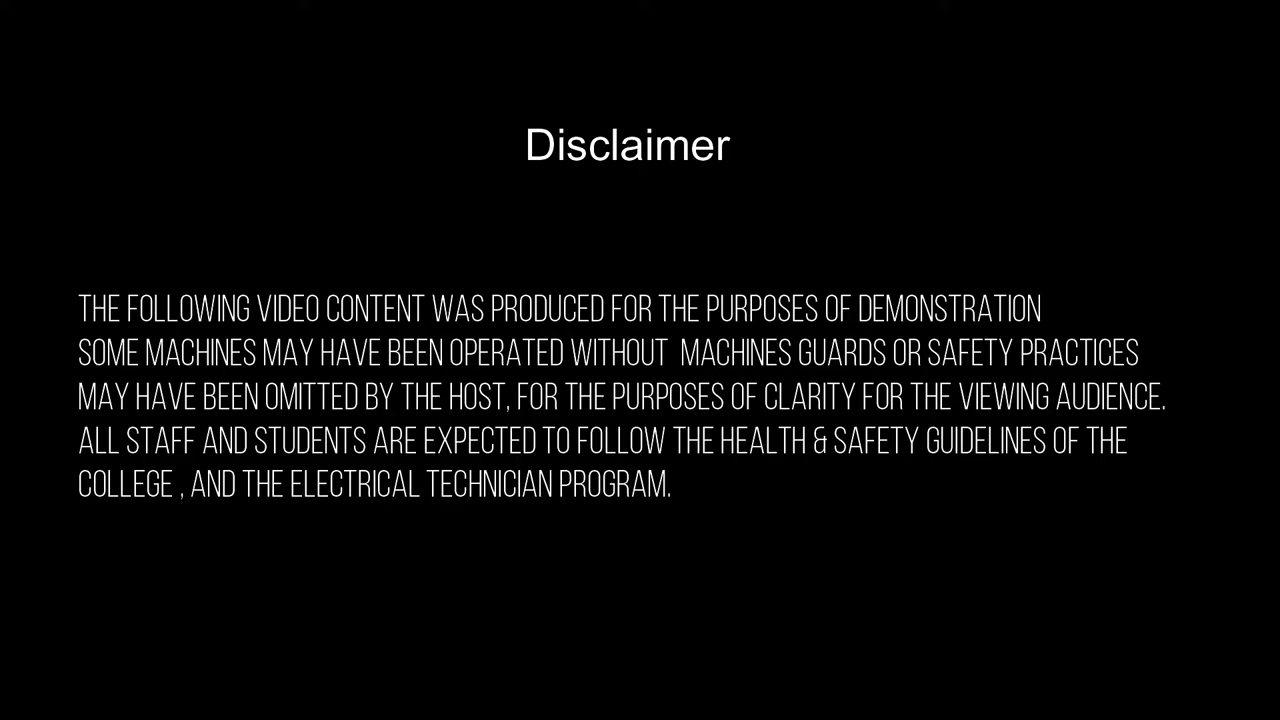 Disclaimer
THE FOLLOWING VIDEO CONTENT WAS PRODUCED FOR THE PURPOSES OF DEMONSTRATION
SOME MACHINES MAY HAVE BEEN OPERATED WITHOUT  MACHINES GUARDS OR SAFETY PRACTICES
MAY HAVE BEEN OMITTED BY THE HOST, FOR THE PURPOSES OF CLARITY FOR THE VIEWING AUDIENCE.
ALL STAFF AND STUDENTS ARE EXPECTED TO FOLLOW THE HEALTH & SAFETY GUIDELINES OF THE
COLLEGE , AND THE ELECTRICAL TECHNICIAN PROGRAM.